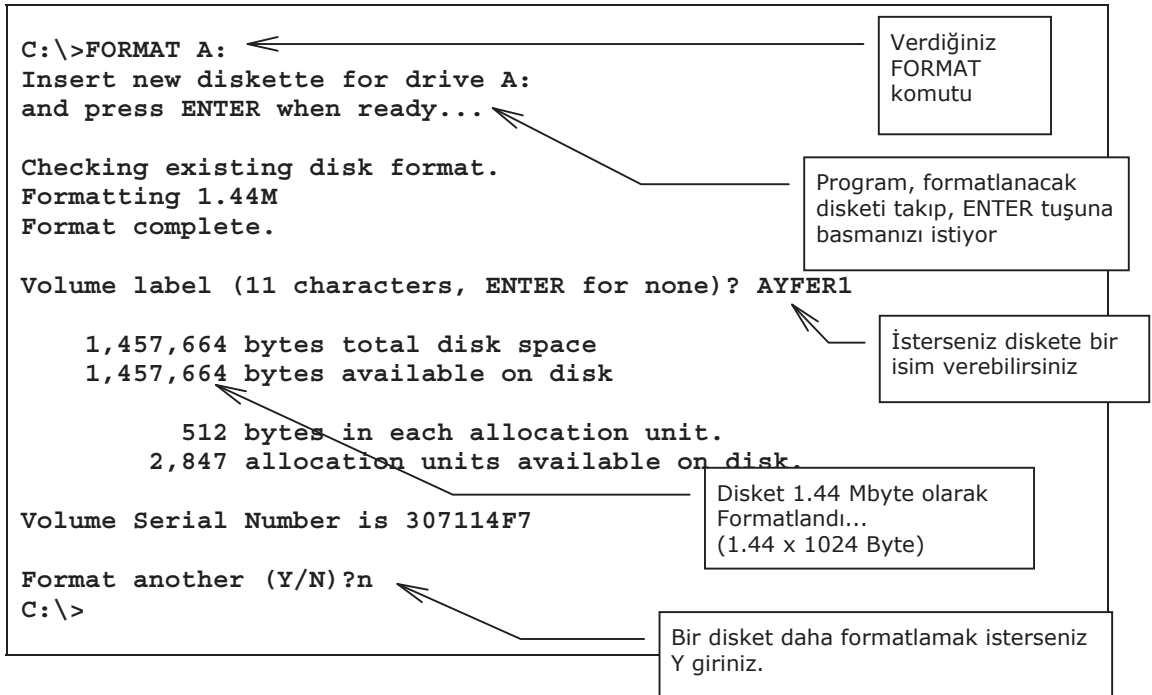 C:\>FORMAT A:
Verdiğiniz
FORMAT
komutu
Insert new diskette for drive A:
and press ENTER when ready...
Program, formatlanacak
disketi takıp, ENTER tuşuna
basmanızı istiyor
Checking existing disk format.
Formatting 1.44M
Format complete.
Volume label (11 characters, ENTER for none)? AYFER1
İsterseniz diskete bir
isim verebilirsiniz
1,457,664 bytes total disk space
1,457,664 bytes available on disk
512 bytes in each allocation unit.
2,847 allocation units available on disk.
Disket 1.44 Mbyte olarak
Formatlandı...
(1.44 x 1024 Byte)
Volume Serial Number is 307114F7
Format another (Y/N)?n
C:\>
Bir disket daha formatlamak isterseniz
Y giriniz.